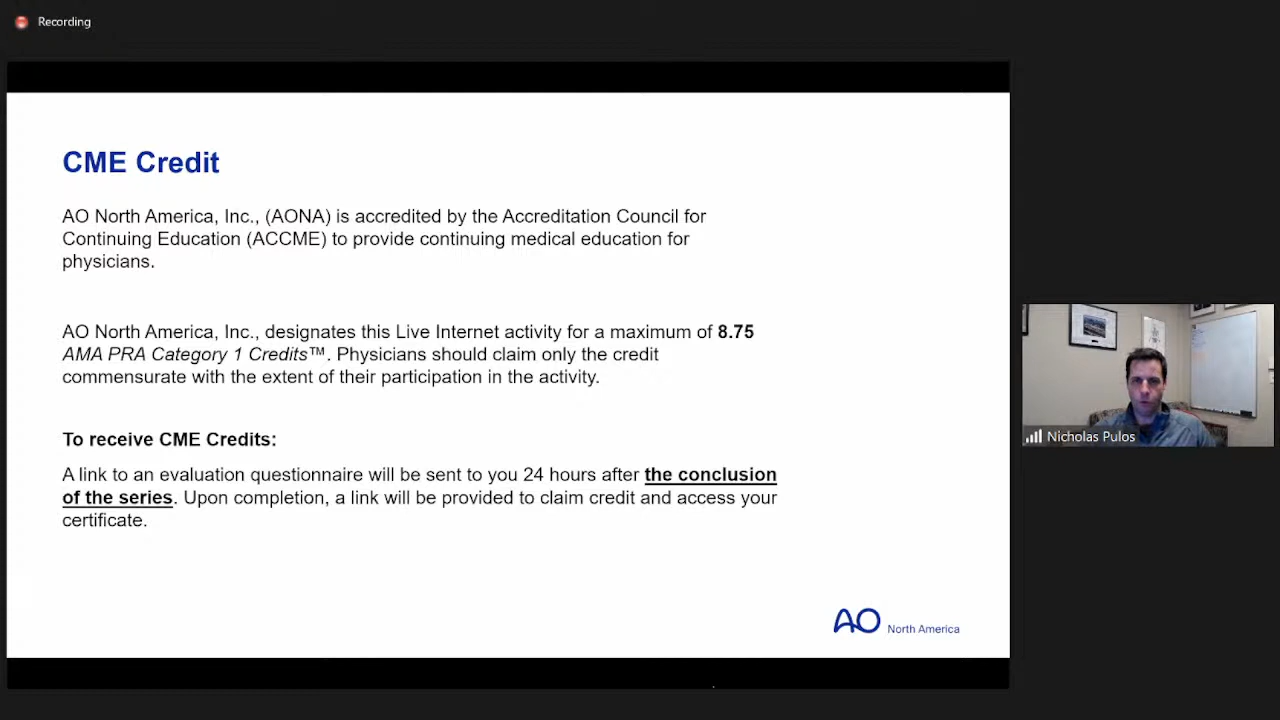 Recording
CME Credit
AO North America, Inc., (AONA) is accredited by the Accreditation Council for
Continuing Education (ACCME) to provide continuing medical education for
physicians.
AO North America, Inc., designates this Live Internet activity for a maximum of 8.75
AMA PRA Category 1 Credits™. Physicians should claim only the credit
commensurate with the extent of their participation in the activity.
To receive CME Credits:
A link to an evaluation questionnaire will be sent to you 24 hours after the conclusion
of the series. Upon completion, a link will be provided to claim credit and access your
certificate.
AO North America
Nicholas Pulos